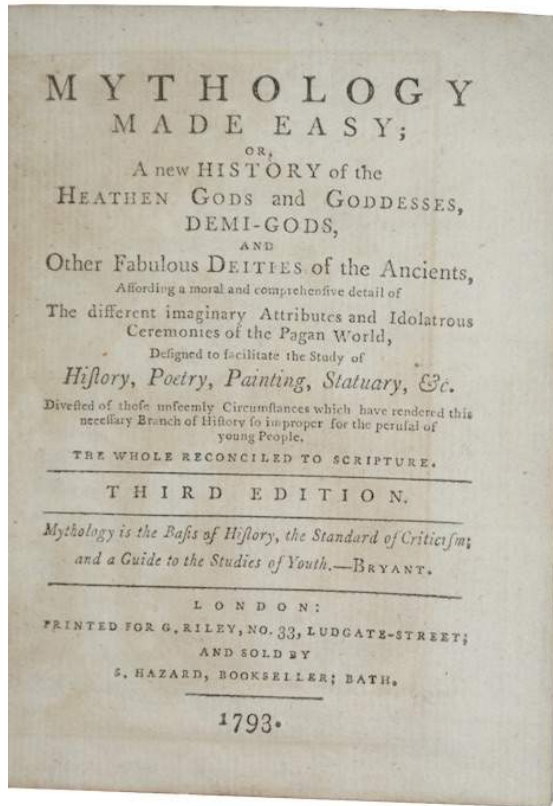 MYTHOLOGY
MADE EASY;
OR,
A new HISTORY of the
HEATHEN GODS and GODDESSES,
DEMI-GODS,
AND
Other Fabulous DEITIES of the Ancients,
Affording a moral and comprehenſive detail of
The different imaginary Attributes and Idolatrous
Ceremonies of the Pagan World,
Deſigned to facilitate the Study of
Hiſtory, Poetry, Painting, Statuary, &c.
Diveſted of thoſe unſeemly Circumſtances which have rendered this
neceſſary Branch of Hiſtory ſo improper for the peruſal of
young People.
THE WHOLE RECONCILED TO SCRIPTURE.
THIRD EDITION.
Mythology is the Baſis of Hiſtory, the Standard of Criticiſm;
and a Guide to the Studies of Youth.—BRYANT.
LONDON:
PRINTED FOR G. RILEY, NO. 33, LUDGATE-STREET;
AND SOLD BY
S. HAZARD, BOOKSELLER; BATH.
1793.